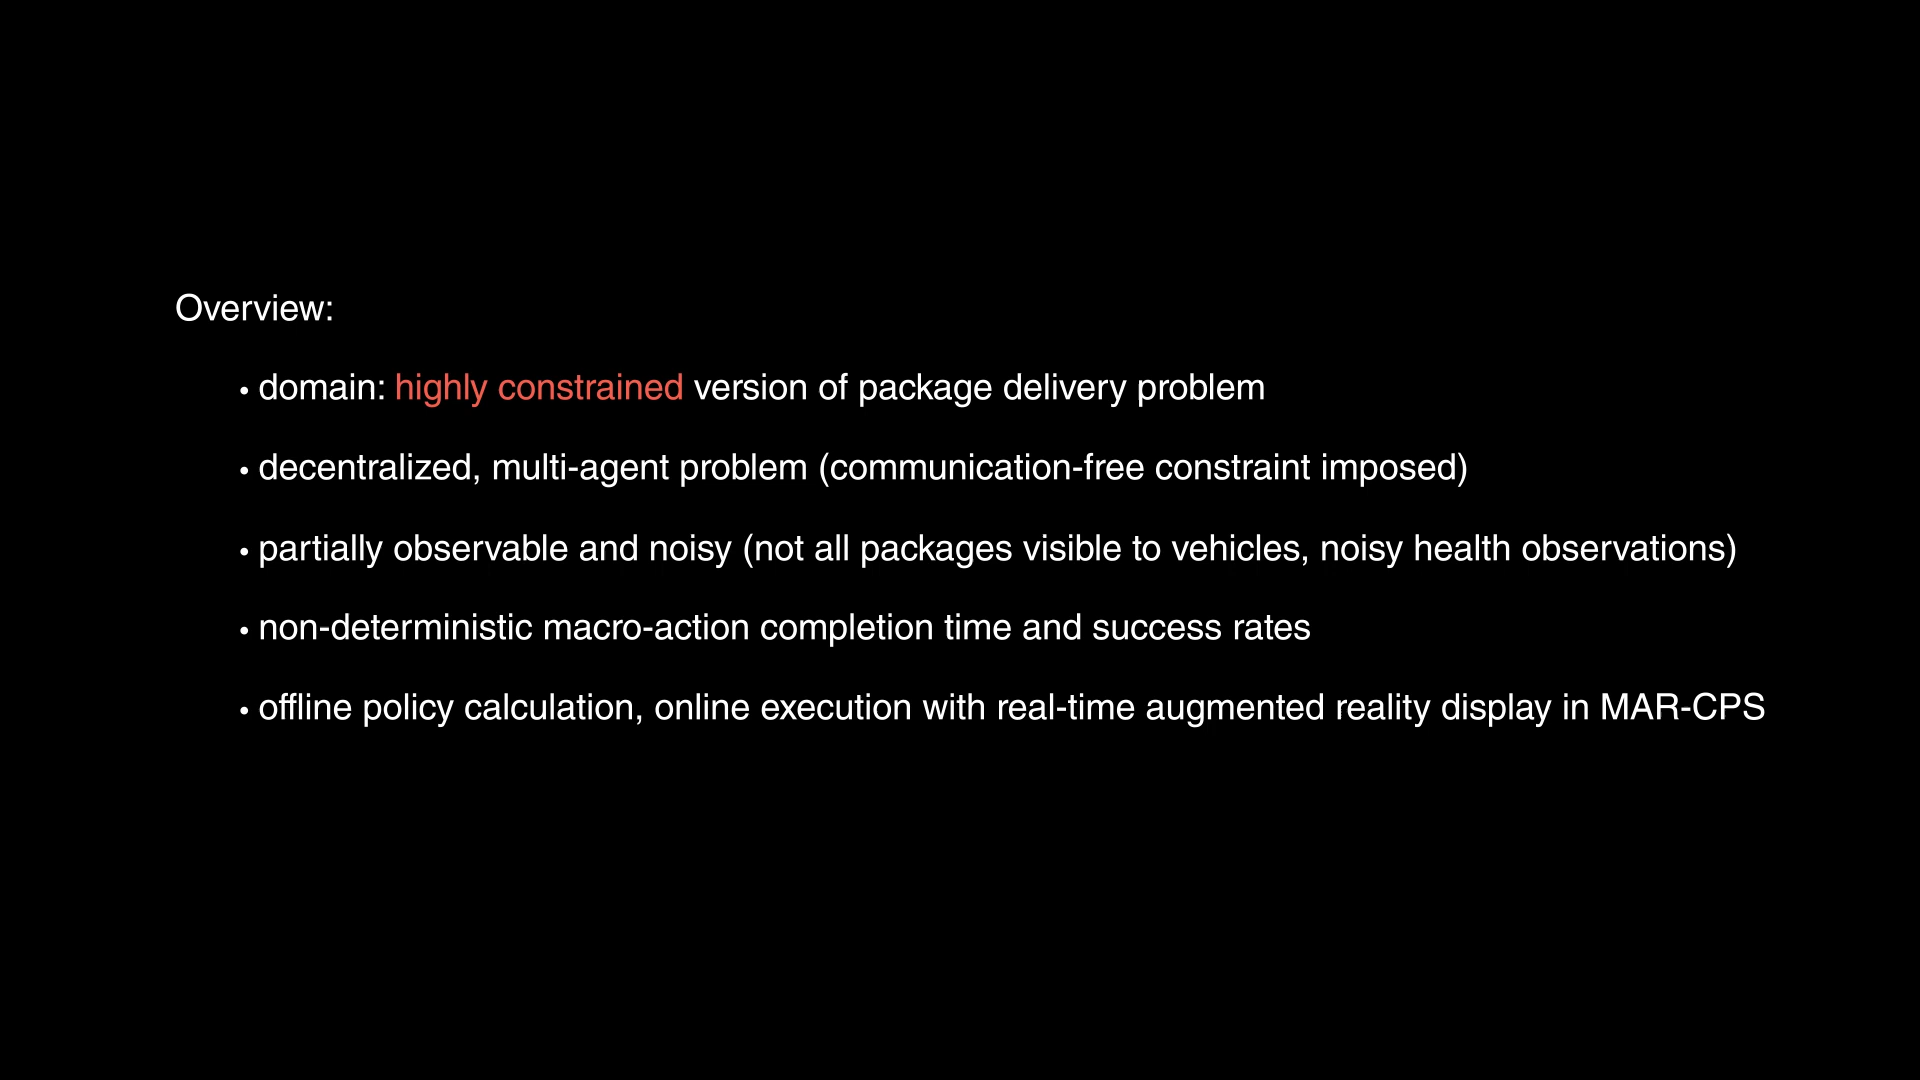 Overview:
• domain: highly constrained version of package delivery problem
• decentralized, multi-agent problem (communication-free constraint imposed)
• partially observable and noisy (not all packages visible to vehicles, noisy health observations)
• non-deterministic macro-action completion time and success rates
• offline policy calculation, online execution with real-time augmented reality display in MAR-CPS